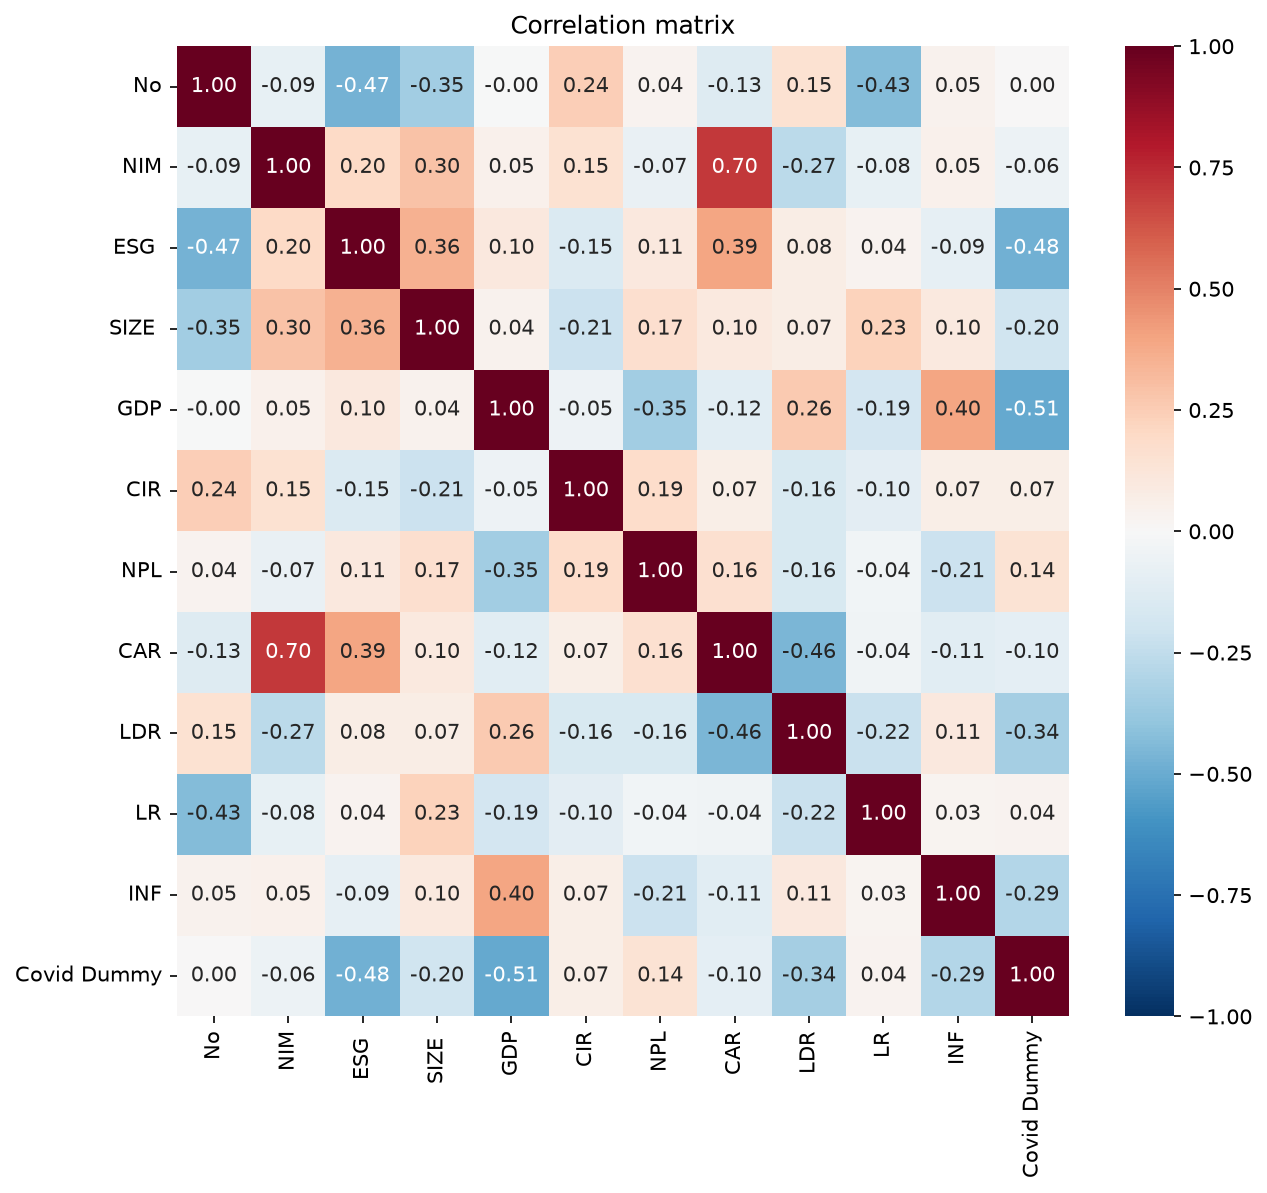 Correlation matrix
No 1.00 -0.09 -0.47 -0.35 -0.00 0.24 0.04 -0.13 0.15 -0.43 0.05 0.00
NIM -0.09 1.00 0.20 0.30 0.05 0.15 -0.07 0.70 -0.27 -0.08 0.05 -0.06
ESG -0.47 0.20 1.00 0.36 0.10 -0.15 0.11 0.39 0.08 0.04 -0.09 -0.48
SIZE -0.35 0.30 0.36 1.00 0.04 -0.21 0.17 0.10 0.07 0.23 0.10 -0.20
GDP -0.00 0.05 0.10 0.04 1.00 -0.05 -0.35 -0.12 0.26 -0.19 0.40 -0.51
CIR 0.24 0.15 -0.15 -0.21 -0.05 1.00 0.19 0.07 -0.16 -0.10 0.07 0.07
NPL 0.04 -0.07 0.11 0.17 -0.35 0.19 1.00 0.16 -0.16 -0.04 -0.21 0.14
CAR -0.13 0.70 0.39 0.10 -0.12 0.07 0.16 1.00 -0.46 -0.04 -0.11 -0.10
LDR 0.15 -0.27 0.08 0.07 0.26 -0.16 -0.16 -0.46 1.00 -0.22 0.11 -0.34
LR -0.43 -0.08 0.04 0.23 -0.19 -0.10 -0.04 -0.04 -0.22 1.00 0.03 0.04
INF 0.05 0.05 -0.09 0.10 0.40 0.07 -0.21 -0.11 0.11 0.03 1.00 -0.29
Covid Dummy 0.00 -0.06 -0.48 -0.20 -0.51 0.07 0.14 -0.10 -0.34 0.04 -0.29 1.00
No NIM ESG SIZE GDP CIR NPL CAR LDR LR INF Covid Dummy
1.00
0.75
0.50
0.25
0.00
−0.25
−0.50
−0.75
−1.00